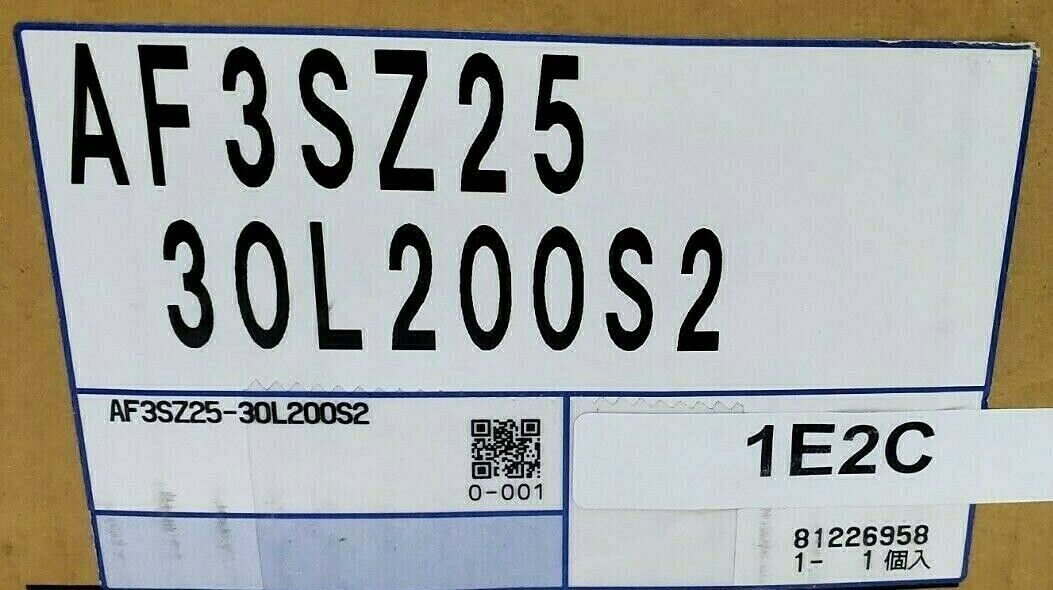 AF3SZ25
30L200S2
AF3SZ25-30L200S2
0-001
1E2C
81226958
1- 1個入